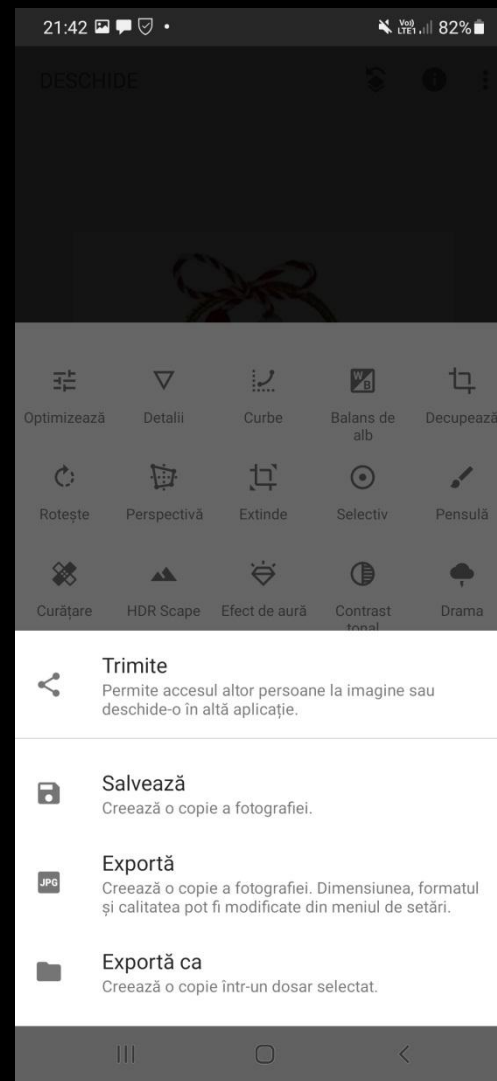 21:42
Vo))
LTE1
82%
DESCHIDE
Optimizează
Detalii
Curbe
Balans de
alb
Decupează
Rotește
Perspectivă
Extinde
Selectiv
Pensulă
Curățare
HDR Scape
Efect de aură
Contrast
tonal
Drama
Trimite
Permite accesul altor persoane la imagine sau
deschide-o în altă aplicație.
Salvează
Creează o copie a fotografiei.
JPG
Exportă
Creează o copie a fotografiei. Dimensiunea, formatul
și calitatea pot fi modificate din meniul de setări.
Exportă ca
Creează o copie într-un dosar selectat.